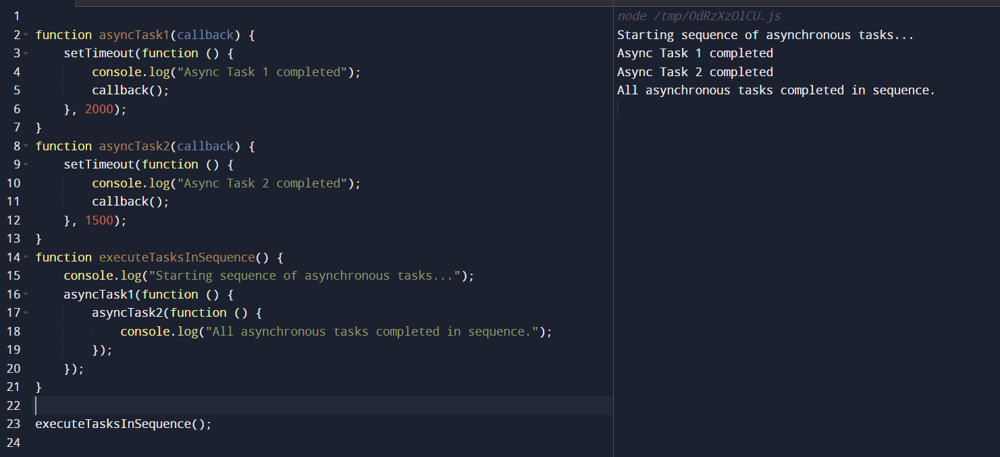 1
2 function asyncTask1(callback) {
3     setTimeout(function () {
4         console.log("Async Task 1 completed");
5         callback();
6     }, 2000);
7 }
8 function asyncTask2(callback) {
9     setTimeout(function () {
10         console.log("Async Task 2 completed");
11         callback();
12     }, 1500);
13 }
14 function executeTasksInSequence() {
15     console.log("Starting sequence of asynchronous tasks...");
16     asyncTask1(function () {
17         asyncTask2(function () {
18             console.log("All asynchronous tasks completed in sequence.");
19         });
20     });
21 }
22
23 executeTasksInSequence();
24
node /tmp/OdRzXzOlCU.js
Starting sequence of asynchronous tasks...
Async Task 1 completed
Async Task 2 completed
All asynchronous tasks completed in sequence.